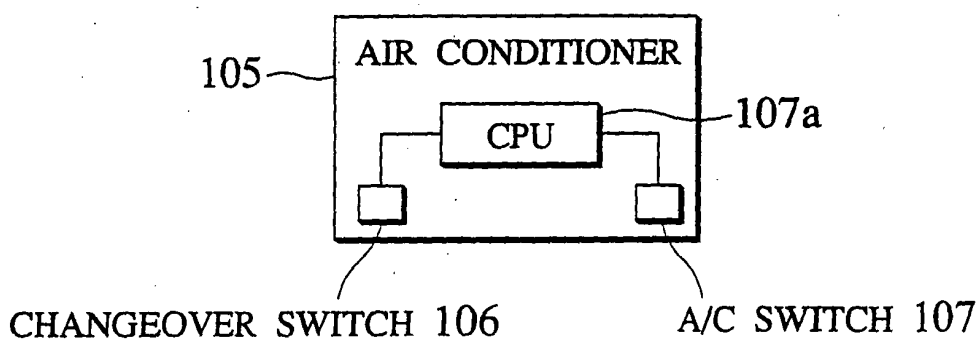 AIR CONDITIONER
105
107a
CPU
CHANGEOVER SWITCH 106
A/C SWITCH 107